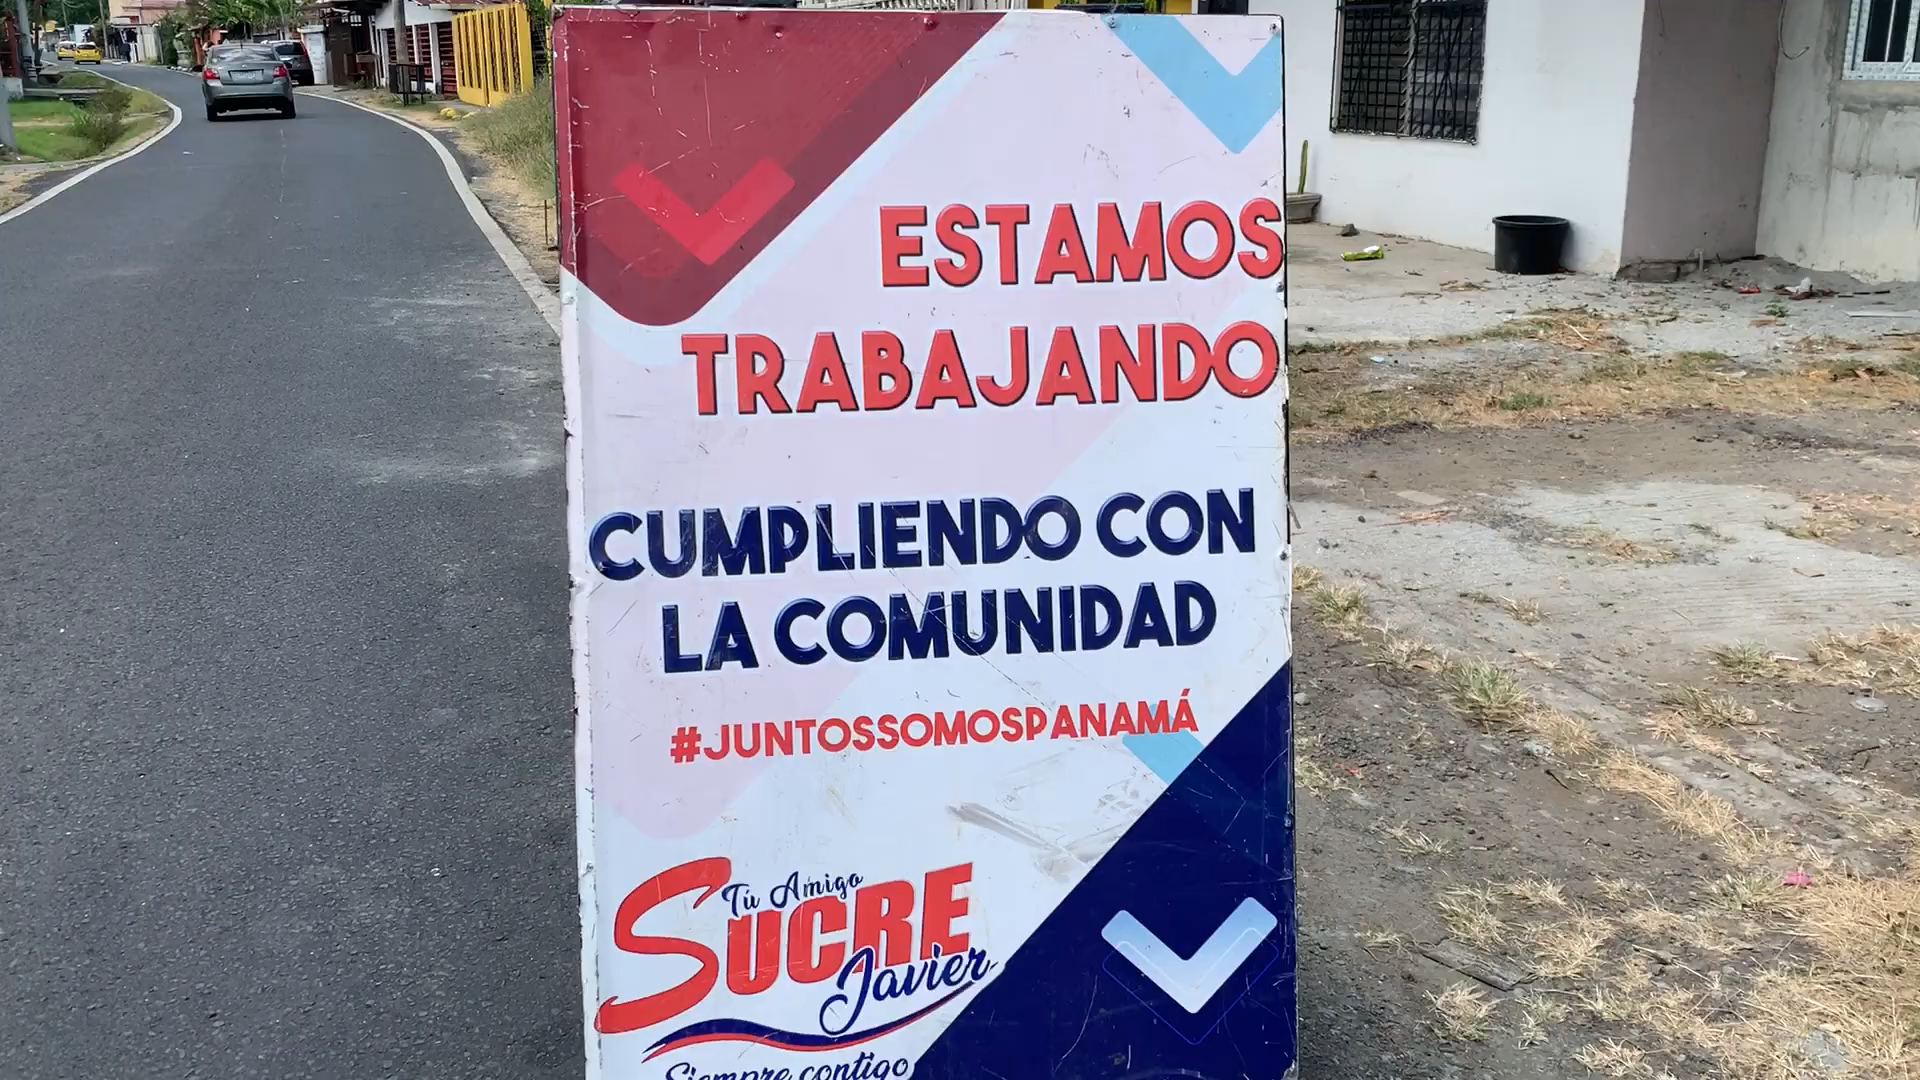 ESTAMOS
TRABAJANDO
CUMPLIENDO CON
LA COMUNIDAD
#JUNTOSSOMOSPANAMÁ
Tú Amigo
SUCRE
Javier
Siempre contigo